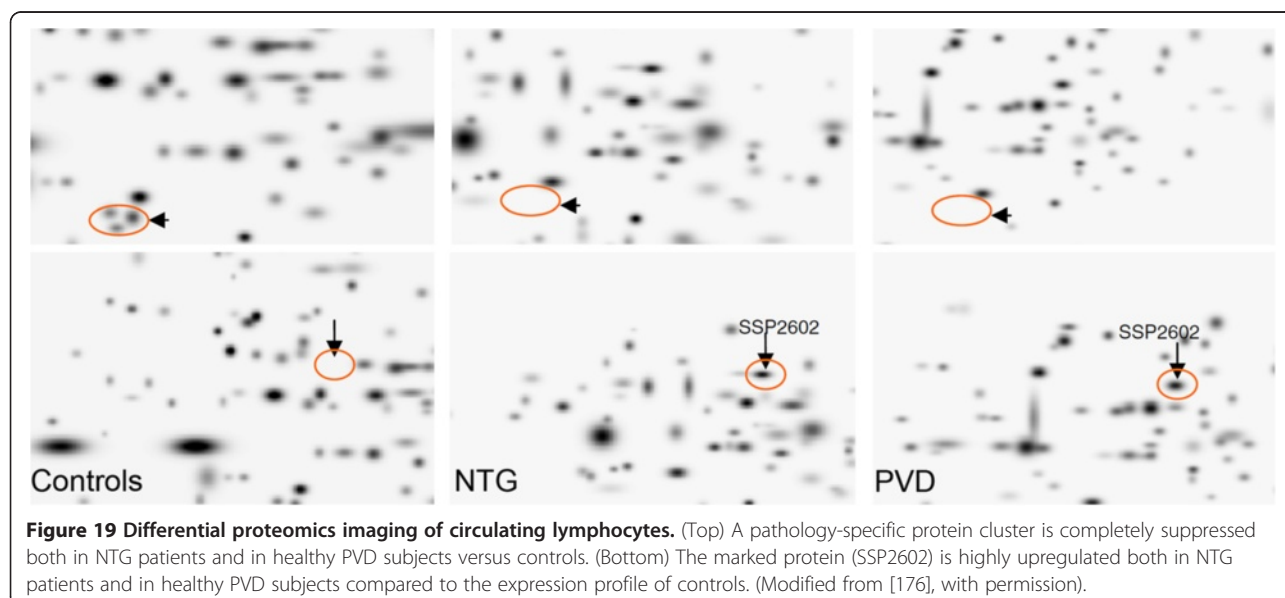 SSP2602
SSP2602
Controls
NTG
PVD
Figure 19 Differential proteomics imaging of circulating lymphocytes. (Top) A pathology-specific protein cluster is completely suppressed
both in NTG patients and in healthy PVD subjects versus controls. (Bottom) The marked protein (SSP2602) is highly upregulated both in NTG
patients and in healthy PVD subjects compared to the expression profile of controls. (Modified from [176], with permission).